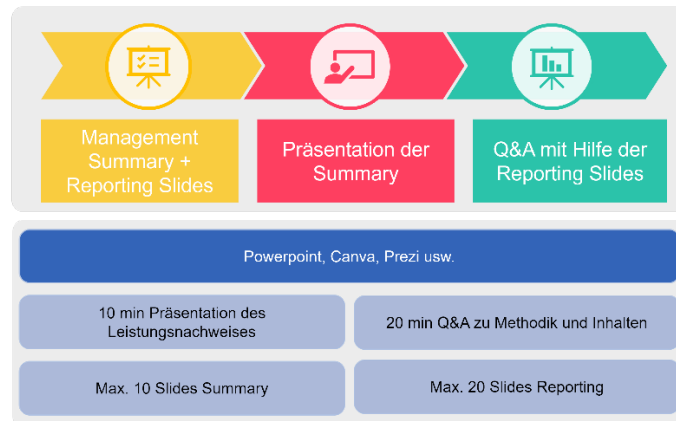 Management
Summary +
Reporting Slides
Präsentation der
Summary
Q&A mit Hilfe der
Reporting Slides
Powerpoint, Canva, Prezi usw.
10 min Präsentation des
Leistungsnachweises
20 min Q&A zu Methodik und Inhalten
Max. 10 Slides Summary
Max. 20 Slides Reporting